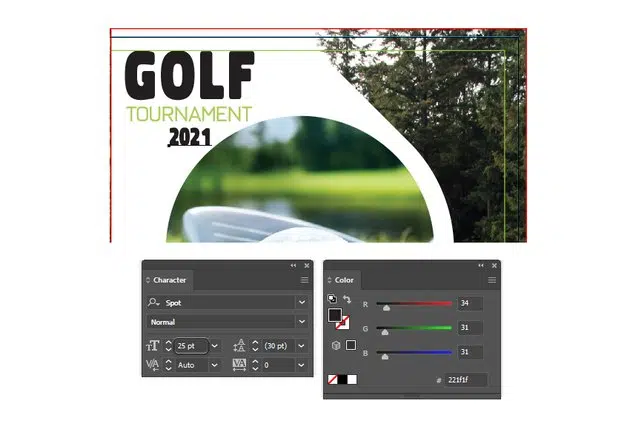 GOLF
TOURNAMENT
2021
Character
Spot
Normal
25 pt
(30 pt)
Auto
0
Color
R
34
G
31
B
31
# 221f1f